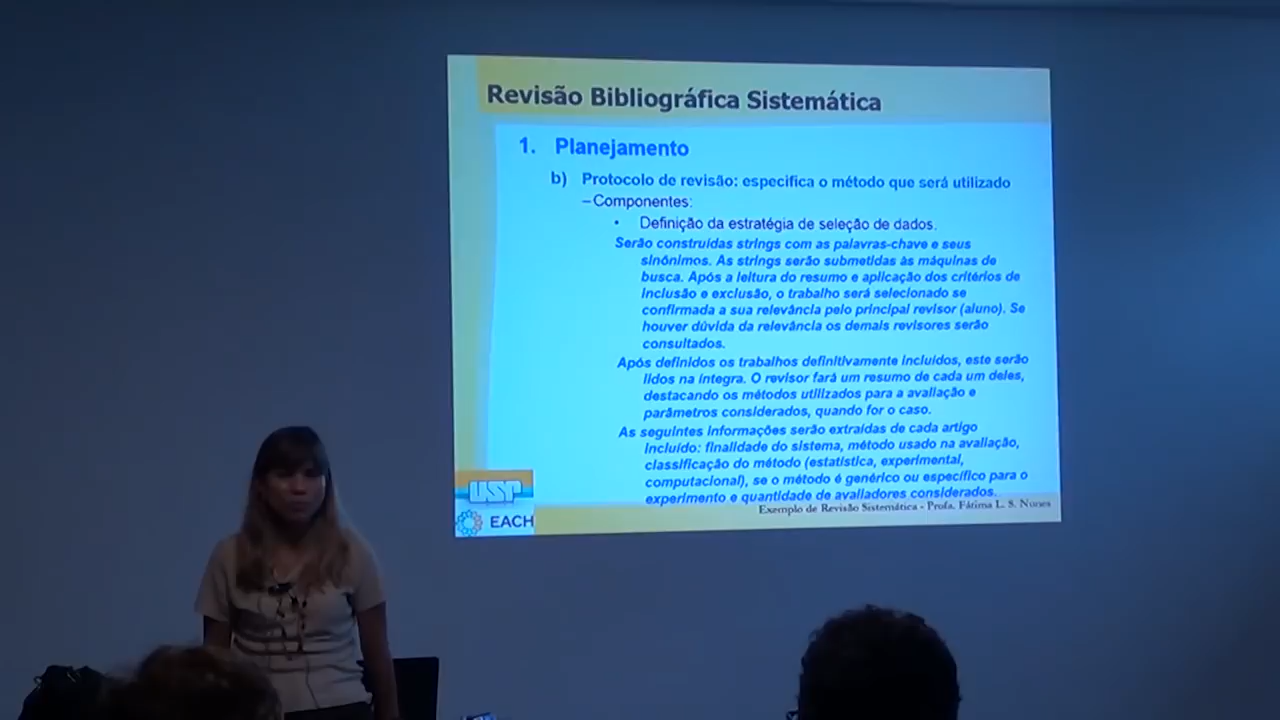 Revisão Bibliográfica Sistemática
1. Planejamento
b) Protocolo de revisão: especifica o método que será utilizado
– Componentes:
• Definição da estratégia de seleção de dados.
Serão construídas strings com as palavras-chave e seus
sinônimos. As strings serão submetidas às máquinas de
busca. Após a leitura do resumo e aplicação dos critérios de
inclusão e exclusão, o trabalho será selecionado se
confirmada a sua relevância pelo principal revisor (aluno). Se
houver dúvida da relevância os demais revisores serão
consultados.
Após definidos os trabalhos definitivamente incluídos, este serão
lidos na íntegra. O revisor fará um resumo de cada um deles,
destacando os métodos utilizados para a avaliação e
parâmetros considerados, quando for o caso.
As seguintes informações serão extraídas de cada artigo
incluído: finalidade do sistema, método usado na avaliação,
classificação do método (estatística, experimental,
computacional), se o método é genérico ou específico para o
experimento e quantidade de avaliadores considerados.
Exemplo de Revisão Sistemática - Profa. Fátima L. S. Nunes
USP
EACH